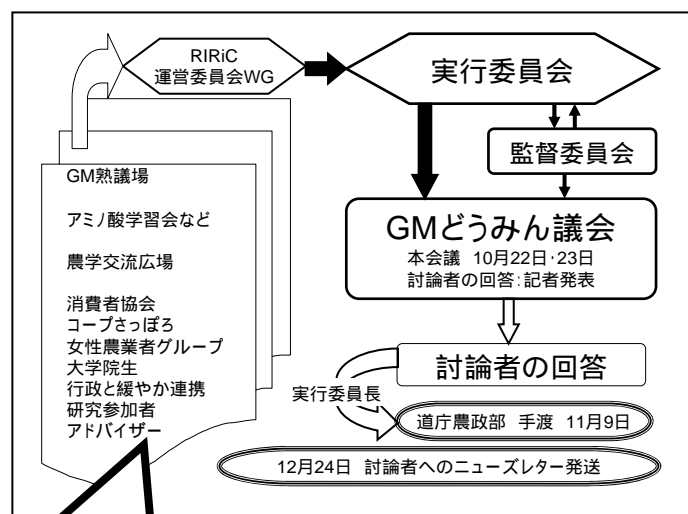 RIRiC
運営委員会WG
実行委員会
監督委員会
GM熟議場
アミノ酸学習会など
農学交流広場
消費者協会
コープさっぽろ
女性農業者グループ
大学院生
行政と緩やか連携
研究参加者
アドバイザー
GMどうみん議会
本会議 10月22日・23日
討論者の回答:記者発表
討論者の回答
実行委員長
道庁農政部 手渡 11月9日
12月24日 討論者へのニューズレター発送